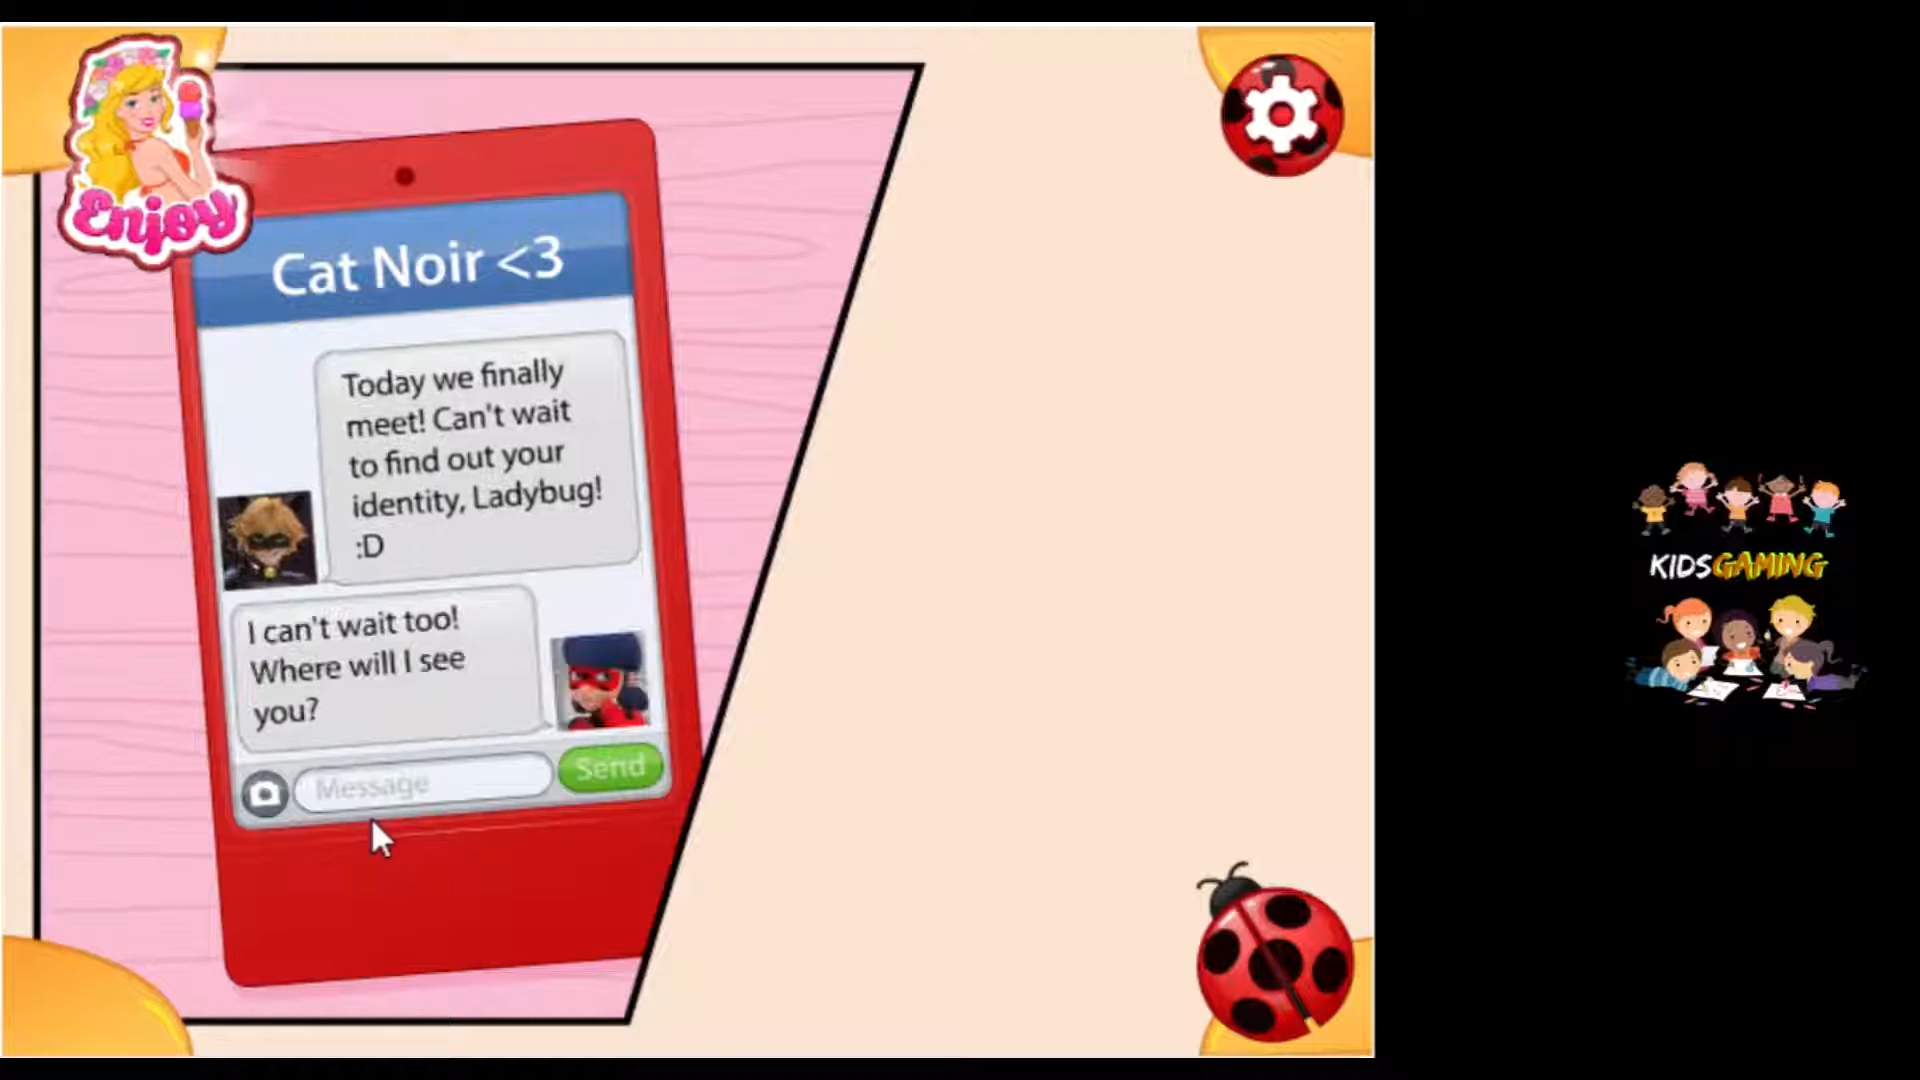 Enjoy
Cat Noir <3
Today we finally
meet! Can't wait
to find out your
identity, Ladybug!
:D
I can't wait too!
Where will I see
you?
Message
Send
KIDSGAMING